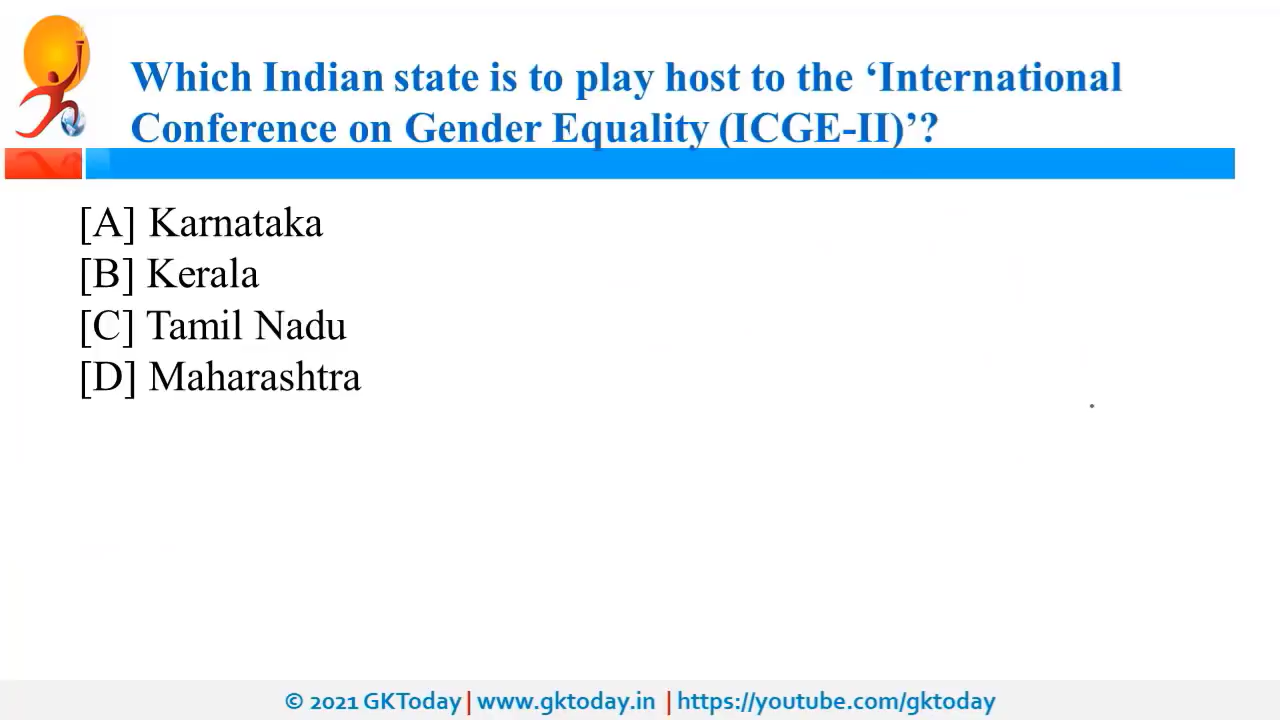 Which Indian state is to play host to the ‘International
Conference on Gender Equality (ICGE-II)’?
[A] Karnataka
[B] Kerala
[C] Tamil Nadu
[D] Maharashtra
© 2021 GKToday | www.gktoday.in | https://youtube.com/gktoday